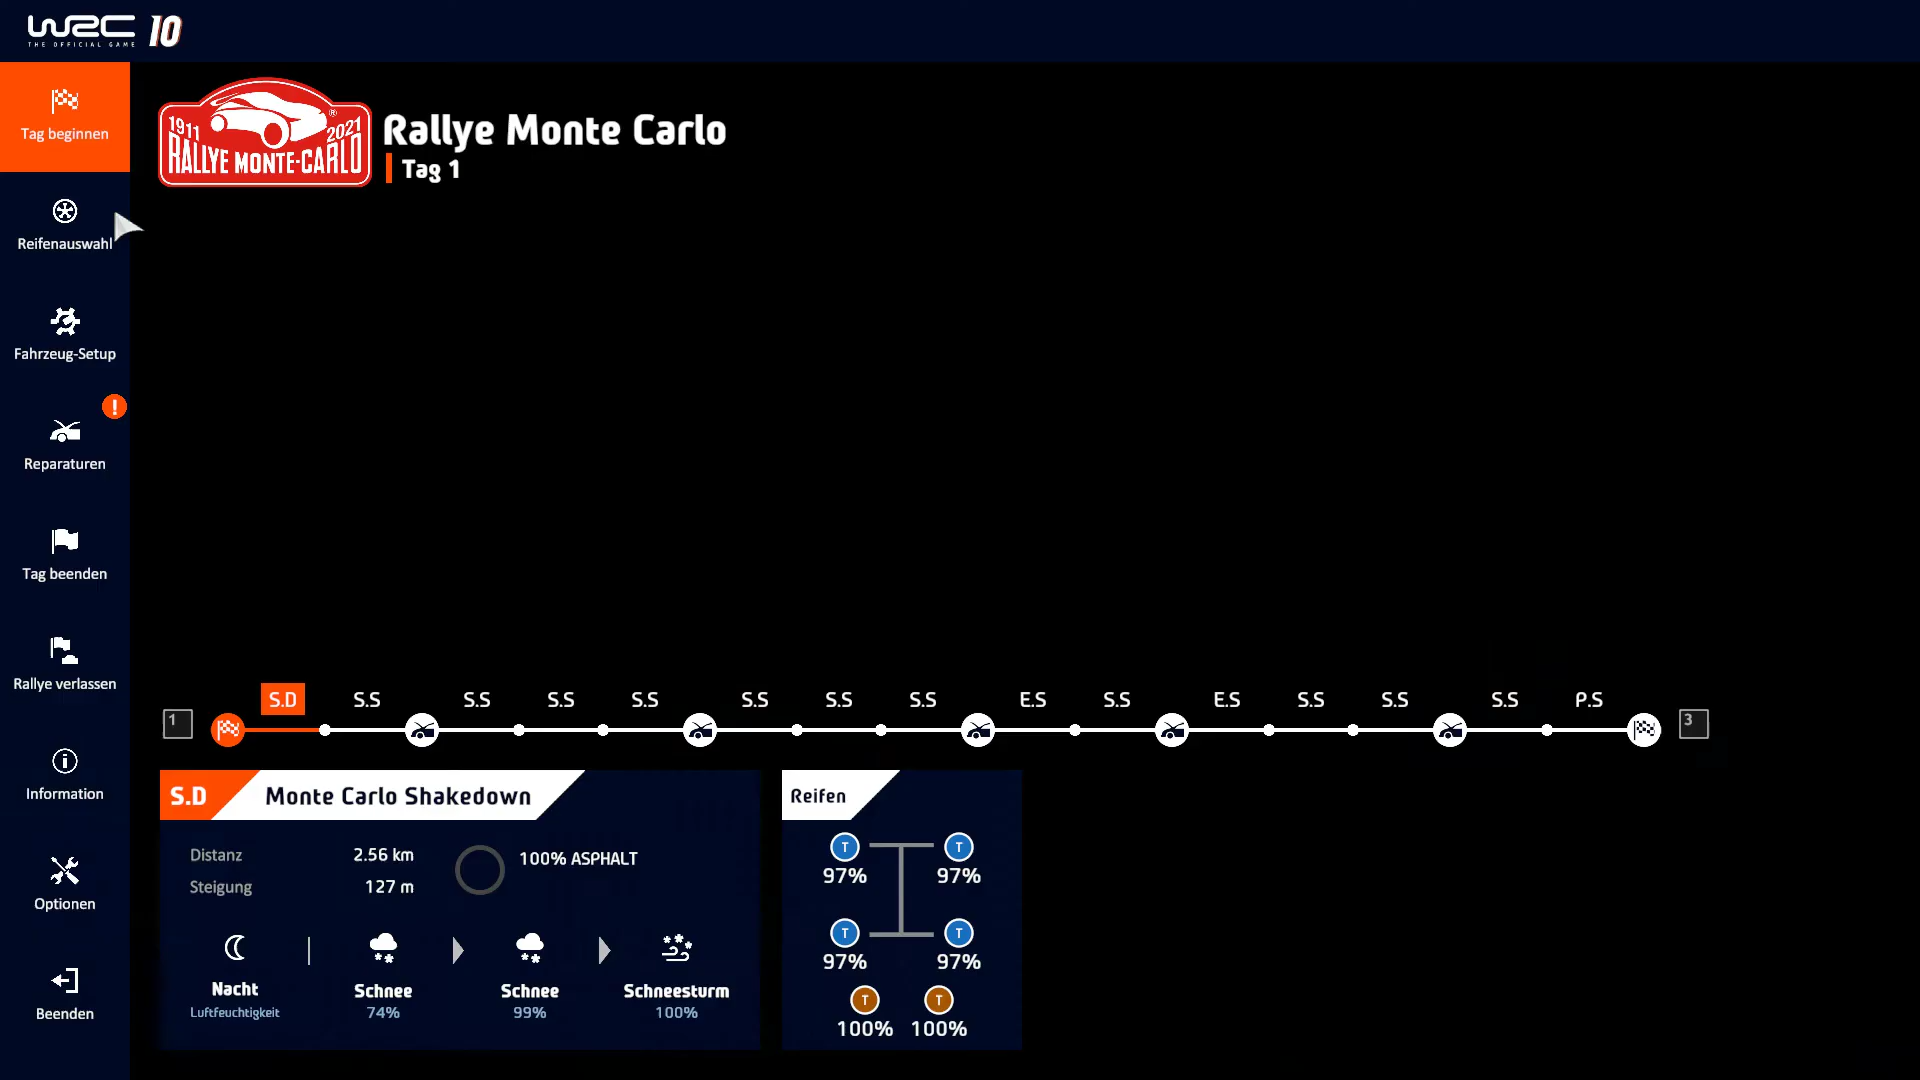 WRC 10
THE OFFICIAL GAME
Tag beginnen
Reifenauswahl
Fahrzeug-Setup
!
Reparaturen
Tag beenden
Rallye verlassen
Information
Optionen
Beenden
1911 ® 2021
RALLYE MONTE-CARLO
Rallye Monte Carlo
Tag 1
S.D S.S S.S S.S S.S S.S S.S S.S E.S S.S E.S S.S S.S S.S P.S
1 3
S.D Monte Carlo Shakedown
Distanz 2.56 km
Steigung 127 m
100% ASPHALT
Nacht Schnee Schnee Schneesturm
Luftfeuchtigkeit 74% 99% 100%
Reifen
T T
97% 97%
T T
97% 97%
T T
100% 100%